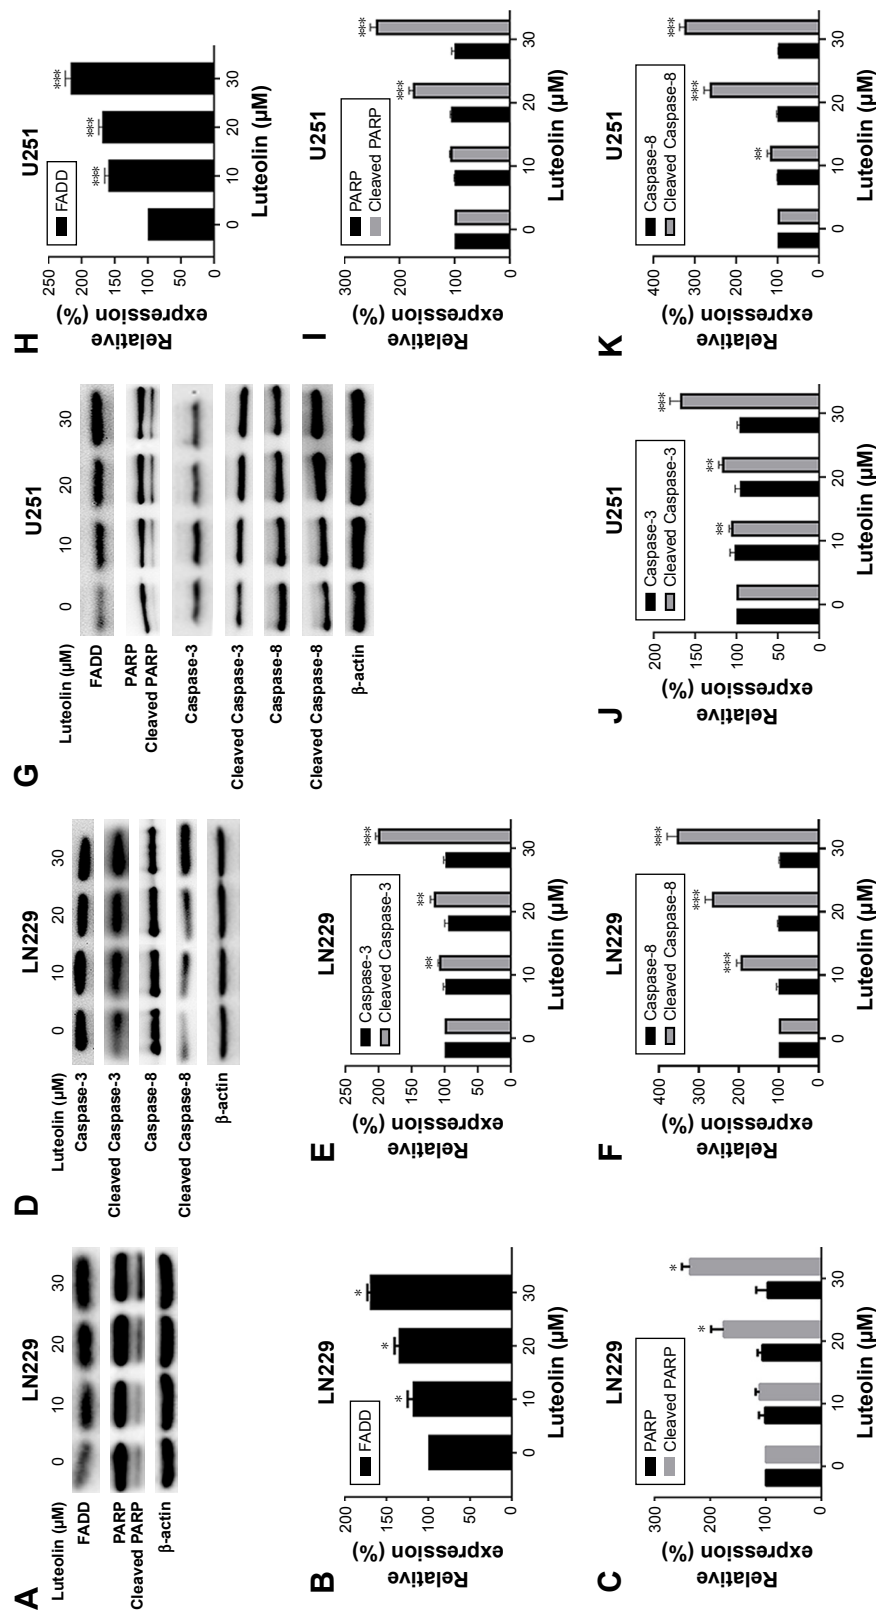 A
LN229
Luteolin (μM) 0 10 20 30
FADD
PARP
Cleaved PARP
β-actin
B
LN229
FADD
Relative
expression (%)
200
150
100
50
0
0 10 20 30
Luteolin (μM)
* * *
C
LN229
PARP
Cleaved PARP
Relative
expression (%)
300
200
100
0
0 10 20 30
Luteolin (μM)
* *
D
LN229
Luteolin (μM) 0 10 20 30
Caspase-3
Cleaved Caspase-3
Caspase-8
Cleaved Caspase-8
β-actin
E
LN229
Caspase-3
Cleaved Caspase-3
Relative
expression (%)
250
200
150
100
50
0
0 10 20 30
Luteolin (μM)
** ** ***
F
LN229
Caspase-8
Cleaved Caspase-8
Relative
expression (%)
400
300
200
100
0
0 10 20 30
Luteolin (μM)
*** *** ***
G
U251
Luteolin (μM) 0 10 20 30
FADD
PARP
Cleaved PARP
Caspase-3
Cleaved Caspase-3
Caspase-8
Cleaved Caspase-8
β-actin
H
U251
FADD
Relative
expression (%)
250
200
150
100
50
0
0 10 20 30
Luteolin (μM)
*** *** ***
I
U251
PARP
Cleaved PARP
Relative
expression (%)
300
200
100
0
0 10 20 30
Luteolin (μM)
*** ***
J
U251
Caspase-3
Cleaved Caspase-3
Relative
expression (%)
200
150
100
50
0
0 10 20 30
Luteolin (μM)
** ** ***
K
U251
Caspase-8
Cleaved Caspase-8
Relative
expression (%)
400
300
200
100
0
0 10 20 30
Luteolin (μM)
** *** ***